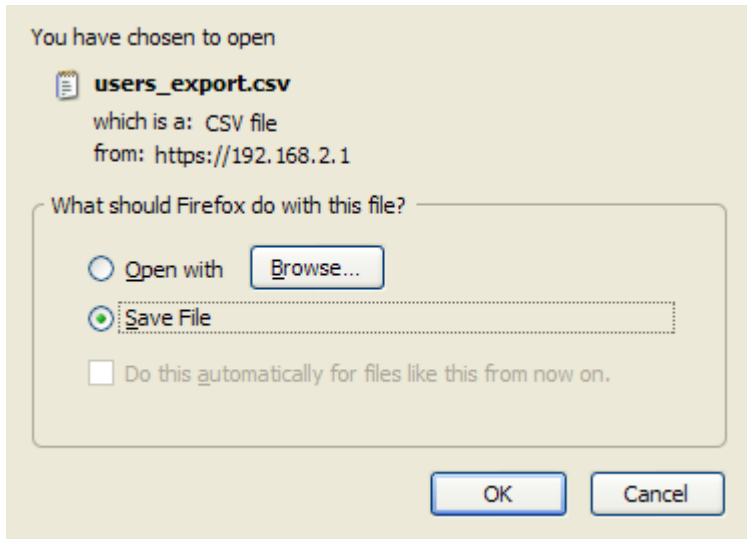 You have chosen to open
users_export.csv
which is a: CSV file
from: https://192.168.2.1
What should Firefox do with this file?
Open with Browse...
Save File
Do this automatically for files like this from now on.
OK Cancel